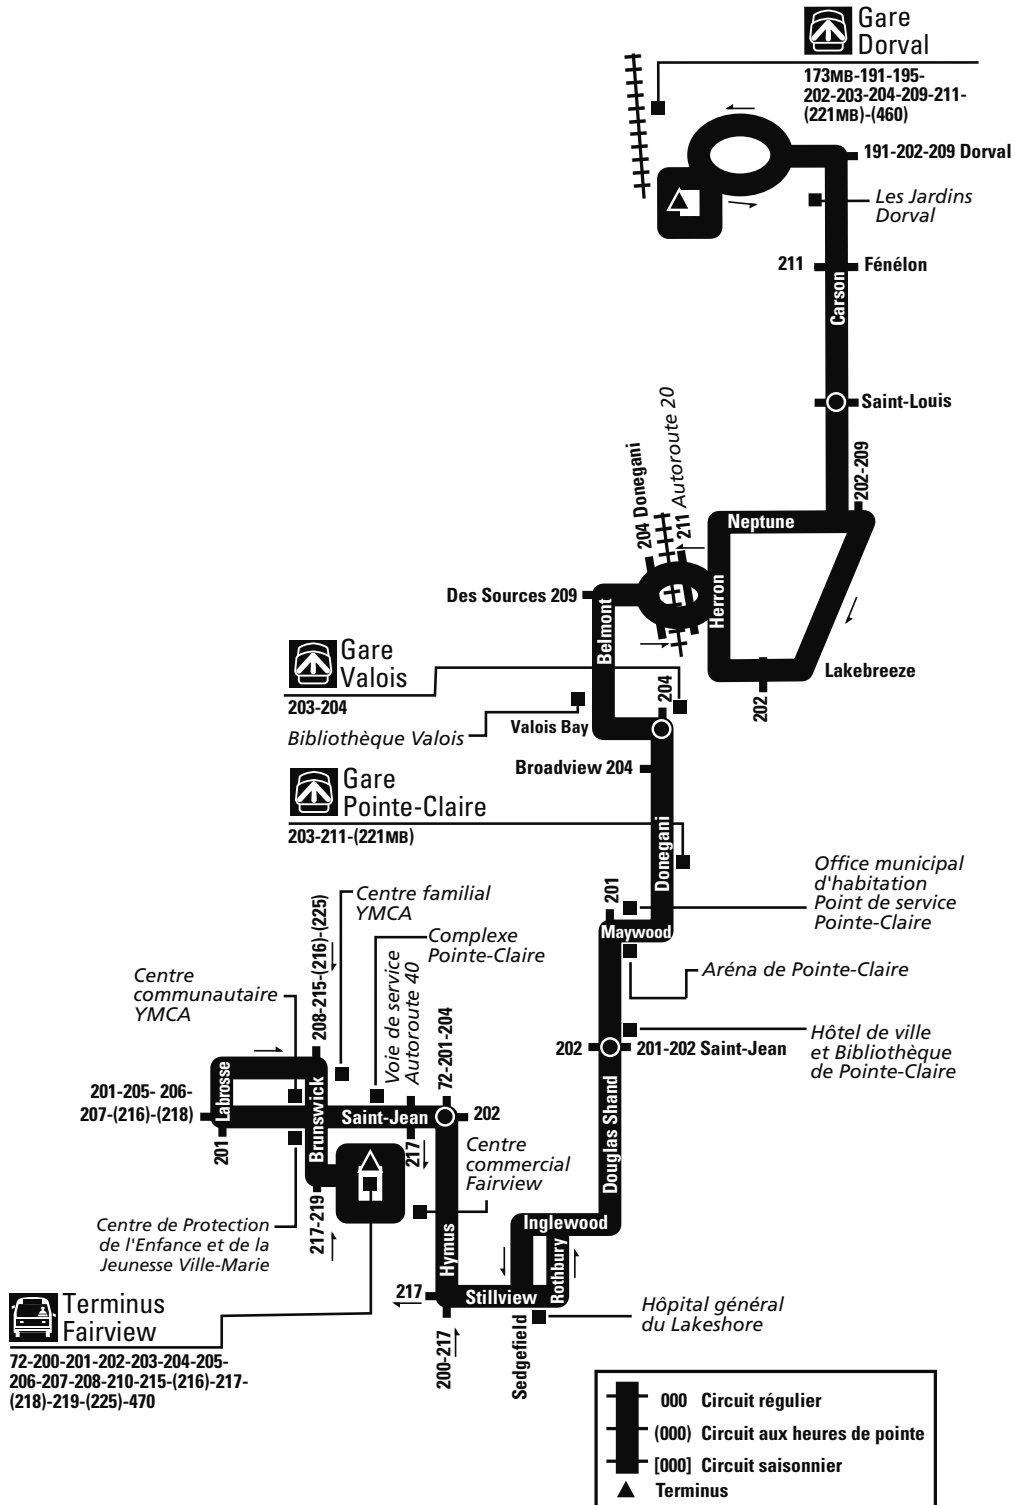 Gare
Dorval
173MB-191-195-
202-203-204-209-211-
(221MB)-(460)
191-202-209 Dorval
Les Jardins
Dorval
211
Fénélon
Carson
Saint-Louis
202-209
Neptune
204 Donegani
211 Autoroute 20
Des Sources 209
Herron
Belmont
Lakebreeze
202
Gare
Valois
203-204
204
Bibliothèque Valois
Valois Bay
Broadview 204
Gare
Pointe-Claire
203-211-(221MB)
Donegani
Office municipal
d'habitation
Point de service
Pointe-Claire
201
Maywood
Aréna de Pointe-Claire
Centre familial
YMCA
Complexe
Pointe-Claire
208-215-(216)-(225)
Centre
communautaire
YMCA
Voie de service
Autoroute 40
72-201-204
202
201-202 Saint-Jean
Hôtel de ville
et Bibliothèque
de Pointe-Claire
201-205- 206-
207-(216)-(218)
Labrosse
201
Brunswick
Saint-Jean
217
202
Centre
commercial
Fairview
Douglas Shand
Centre de Protection
de l'Enfance et de la
Jeunesse Ville-Marie
217-219
Hymus
Inglewood
Rothbury
217
Stillview
200-217
Sedgefield
Hôpital général
du Lakeshore
Terminus
Fairview
72-200-201-202-203-204-205-
206-207-208-210-215-(216)-217-
(218)-219-(225)-470
000 Circuit régulier
(000) Circuit aux heures de pointe
[000] Circuit saisonnier
Terminus